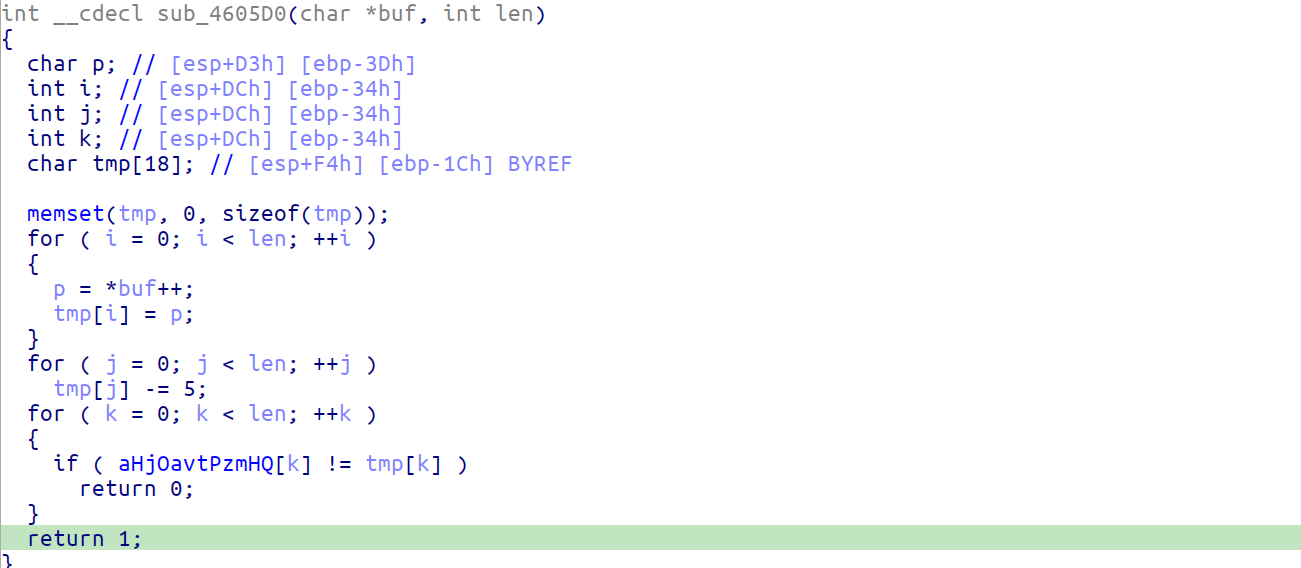 int __cdecl sub_4605D0(char *buf, int len)
{
  char p; // [esp+D3h] [ebp-3Dh]
  int i; // [esp+DCh] [ebp-34h]
  int j; // [esp+DCh] [ebp-34h]
  int k; // [esp+DCh] [ebp-34h]
  char tmp[18]; // [esp+F4h] [ebp-1Ch] BYREF

  memset(tmp, 0, sizeof(tmp));
  for ( i = 0; i < len; ++i )
  {
    p = *buf++;
    tmp[i] = p;
  }
  for ( j = 0; j < len; ++j )
    tmp[j] -= 5;
  for ( k = 0; k < len; ++k )
  {
    if ( aHjOavtPzmHQ[k] != tmp[k] )
      return 0;
  }
  return 1;
}